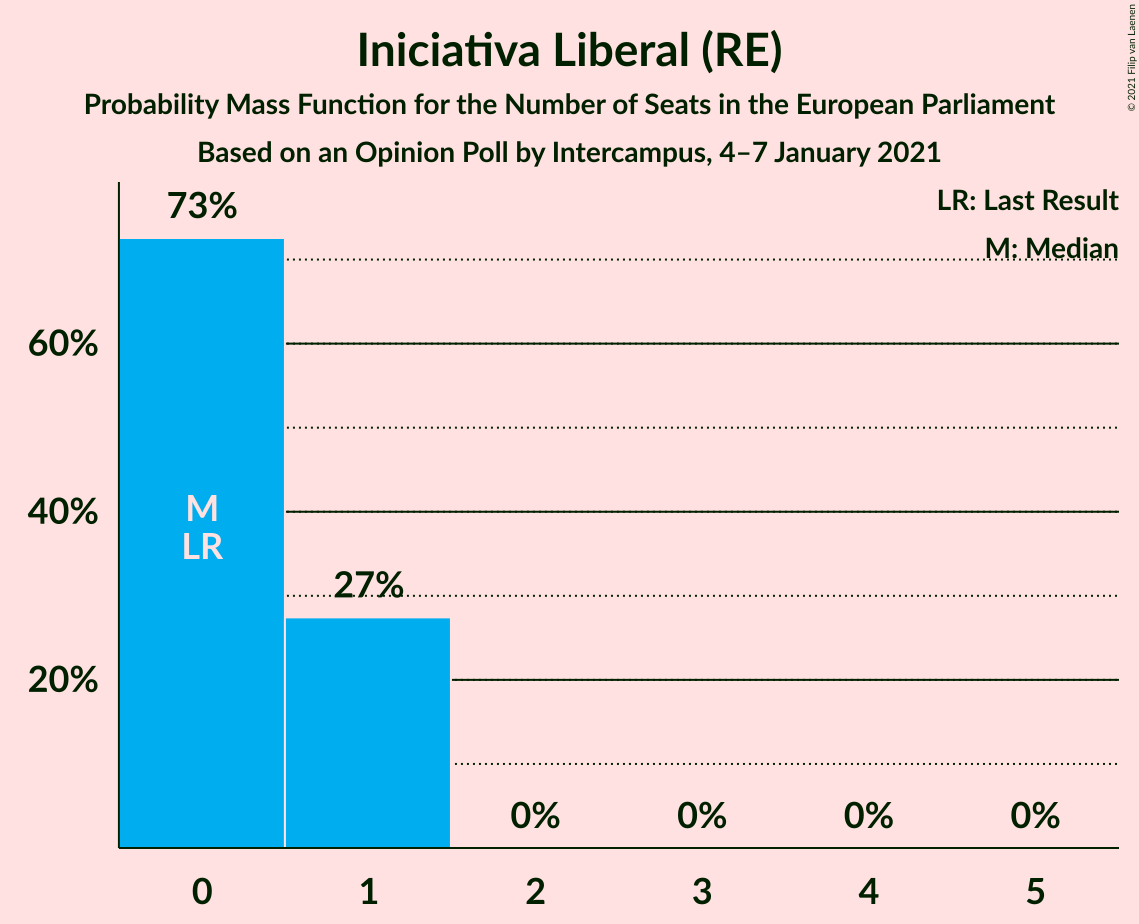 Iniciativa Liberal (RE)
Probability Mass Function for the Number of Seats in the European Parliament
Based on an Opinion Poll by Intercampus, 4–7 January 2021
© 2021 Filip van Laenen
LR: Last Result
M: Median
73%
60%
40%
20%
M
LR
27%
0%
0%
0%
0%
0
1
2
3
4
5